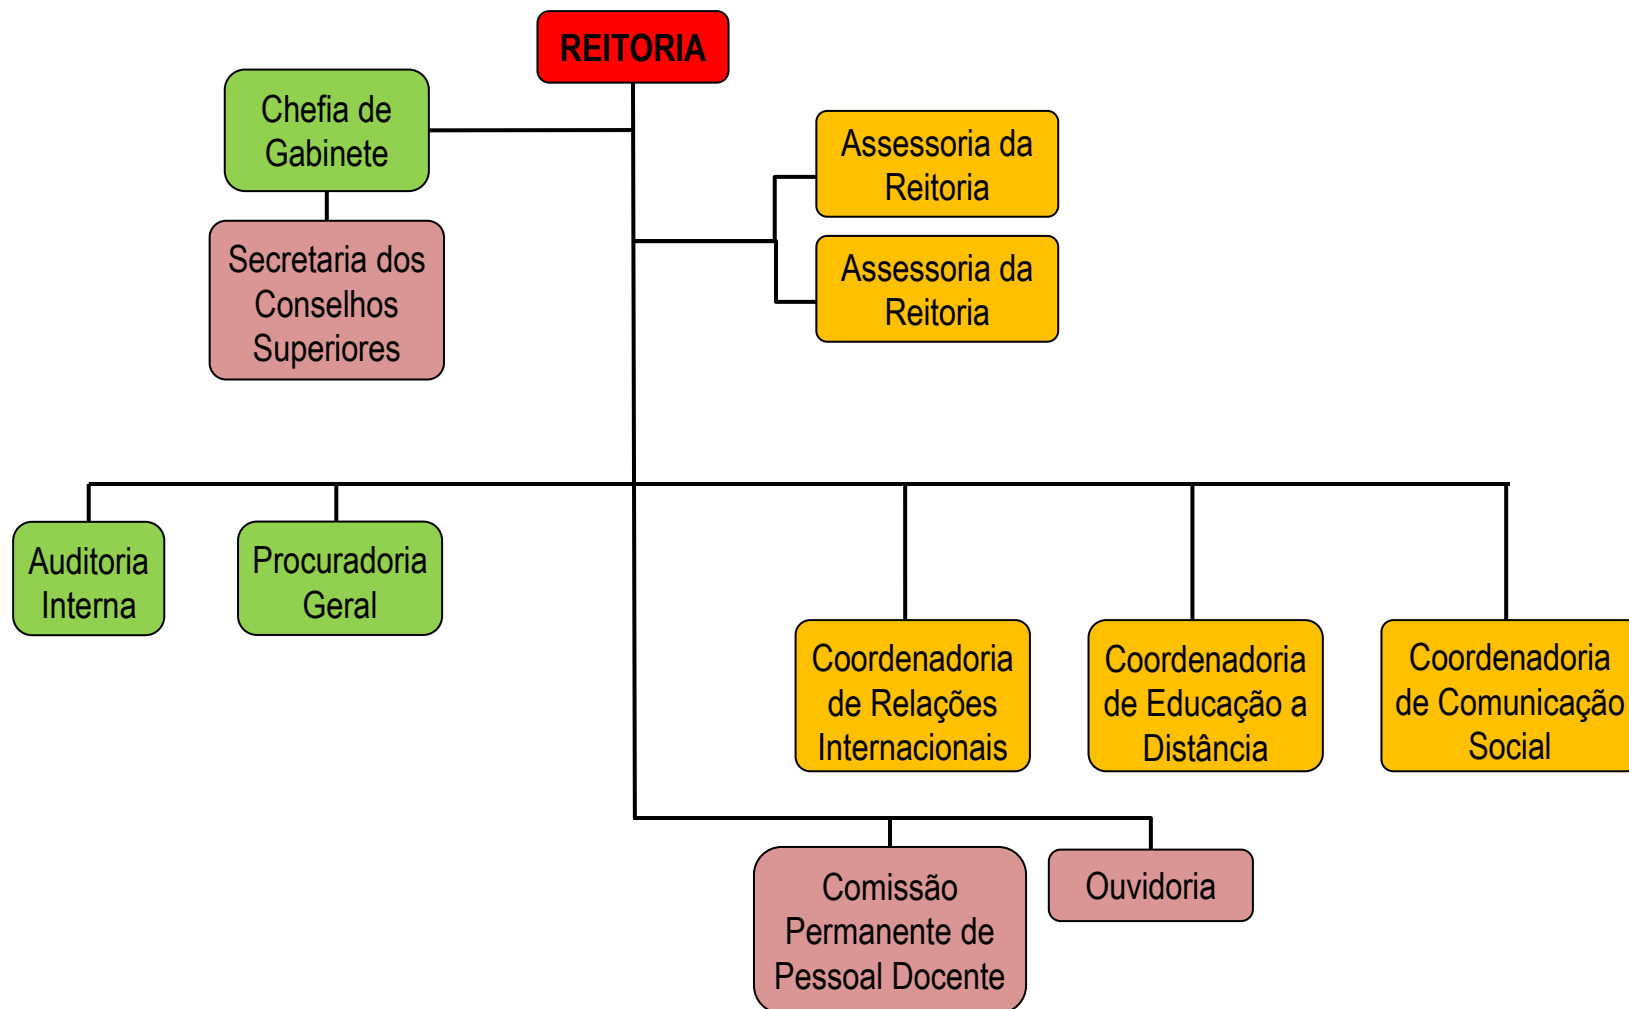 REITORIA
Chefia de
Gabinete
Assessoria da
Reitoria
Secretaria dos
Conselhos
Superiores
Assessoria da
Reitoria
Auditoria
Interna
Procuradoria
Geral
Coordenadoria
de Relações
Internacionais
Coordenadoria
de Educação a
Distância
Coordenadoria
de Comunicação
Social
Comissão
Permanente de
Pessoal Docente
Ouvidoria